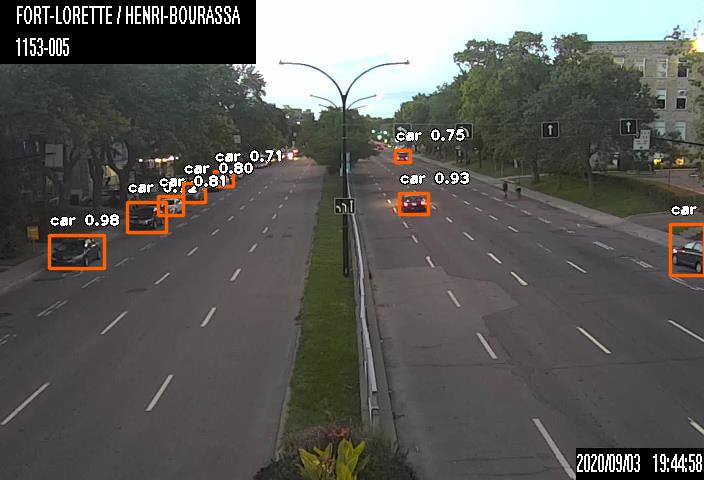 FORT-LORETTE / HENRI-BOURASSA
1153-005
car 0.75
car 0.71
car 0.80
car 0.81
car
car 0.93
car 0.98
car
2020/09/03 19:44:58